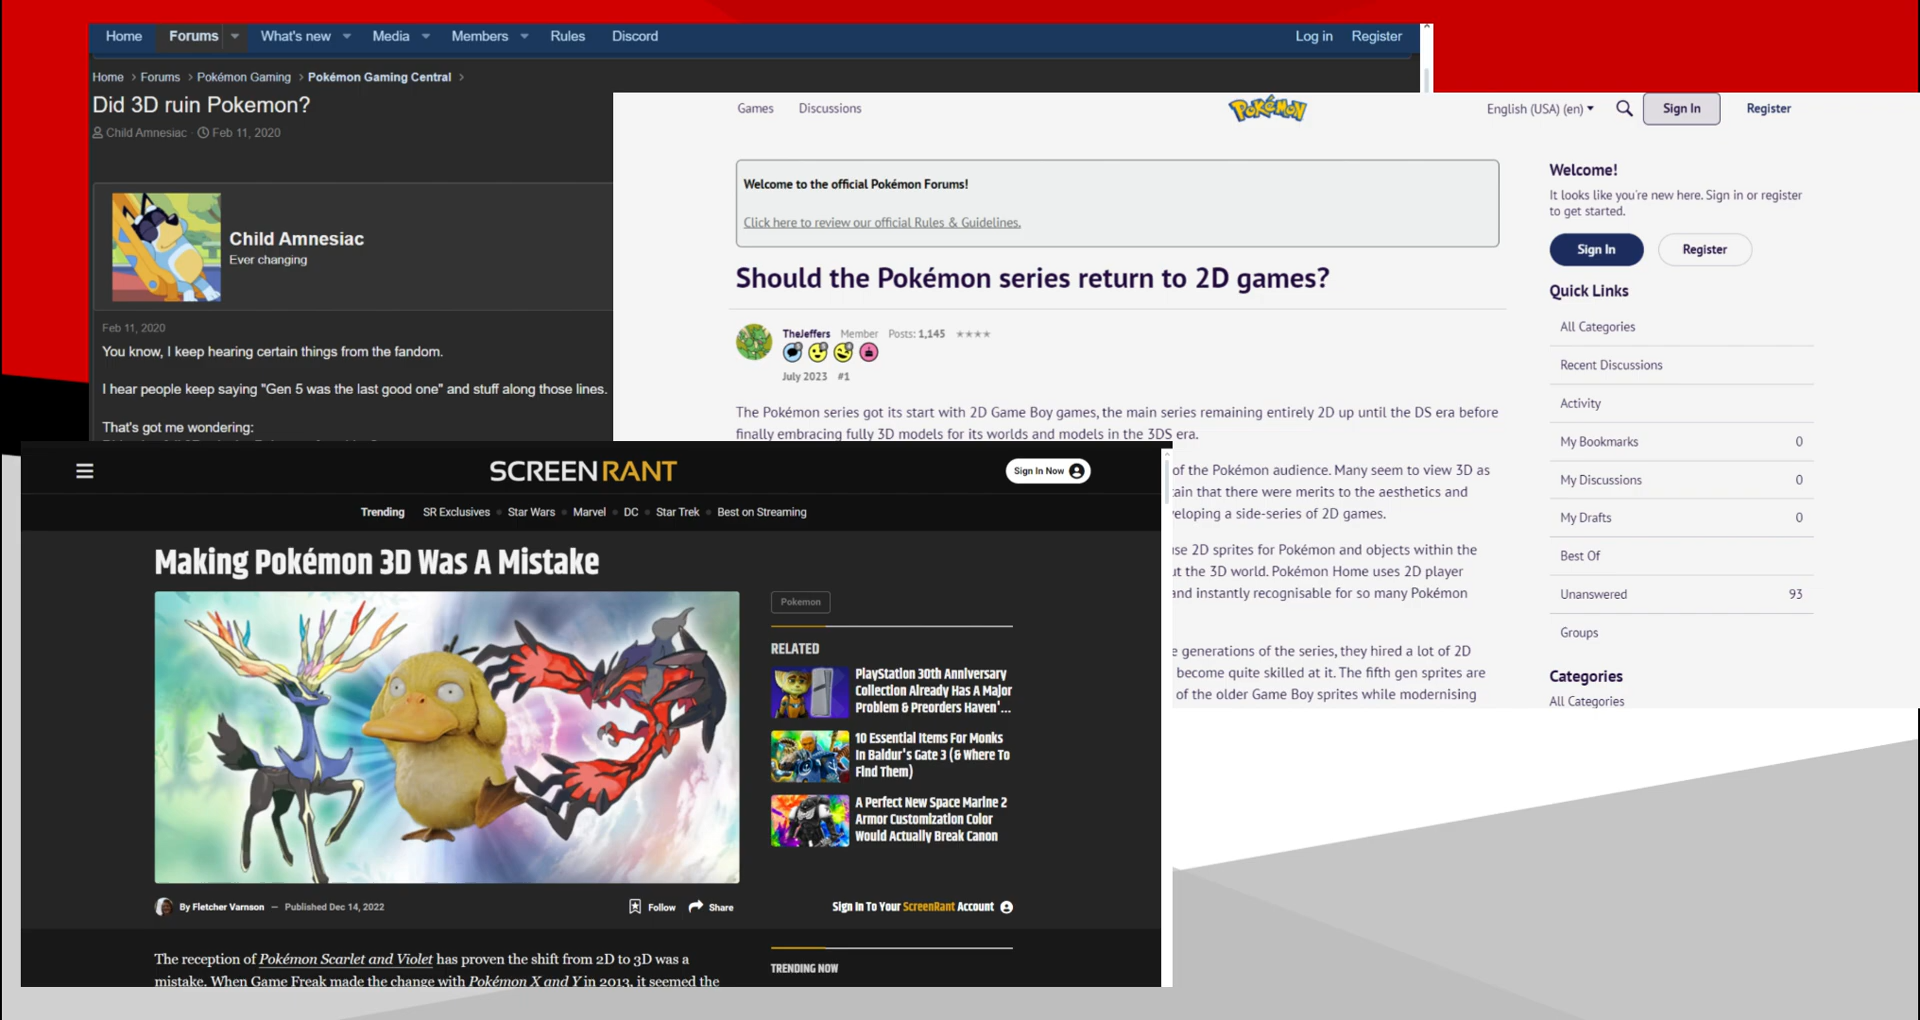 Home Forums What's new Media Members Rules Discord Log in Register
Home > Forums > Pokémon Gaming > Pokémon Gaming Central >
Did 3D ruin Pokemon?
Child Amnesiac · Feb 11, 2020
Child Amnesiac
Ever changing
Feb 11, 2020
You know, I keep hearing certain things from the fandom.
I hear people keep saying "Gen 5 was the last good one" and stuff along those lines.
That's got me wondering:
Games Discussions POKéMON English (USA) (en) Sign In Register
Welcome to the official Pokémon Forums!
Click here to review our official Rules & Guidelines.
Should the Pokémon series return to 2D games?
TheJeffers Member Posts: 1,145 ★★★★
July 2023 #1
The Pokémon series got its start with 2D Game Boy games, the main series remaining entirely 2D up until the DS era before
finally embracing fully 3D models for its worlds and models in the 3DS era.
of the Pokémon audience. Many seem to view 3D as
tain that there were merits to the aesthetics and
veloping a side-series of 2D games.
use 2D sprites for Pokémon and objects within the
ut the 3D world. Pokémon Home uses 2D player
and instantly recognisable for so many Pokémon
e generations of the series, they hired a lot of 2D
become quite skilled at it. The fifth gen sprites are
of the older Game Boy sprites while modernising
Welcome!
It looks like you're new here. Sign in or register
to get started.
Sign In Register
Quick Links
All Categories
Recent Discussions
Activity
My Bookmarks 0
My Discussions 0
My Drafts 0
Best Of
Unanswered 93
Groups
Categories
All Categories
SCREENRANT Sign In Now
Trending SR Exclusives Star Wars Marvel DC Star Trek Best on Streaming
Making Pokémon 3D Was A Mistake
Pokemon
RELATED
PlayStation 30th Anniversary
Collection Already Has A Major
Problem & Preorders Haven'...
10 Essential Items For Monks
In Baldur's Gate 3 (& Where To
Find Them)
A Perfect New Space Marine 2
Armor Customization Color
Would Actually Break Canon
By Fletcher Varnson — Published Dec 14, 2022 Follow Share
Sign In To Your ScreenRant Account
The reception of Pokémon Scarlet and Violet has proven the shift from 2D to 3D was a
mistake. When Game Freak made the change with Pokémon X and Y in 2013, it seemed the
TRENDING NOW